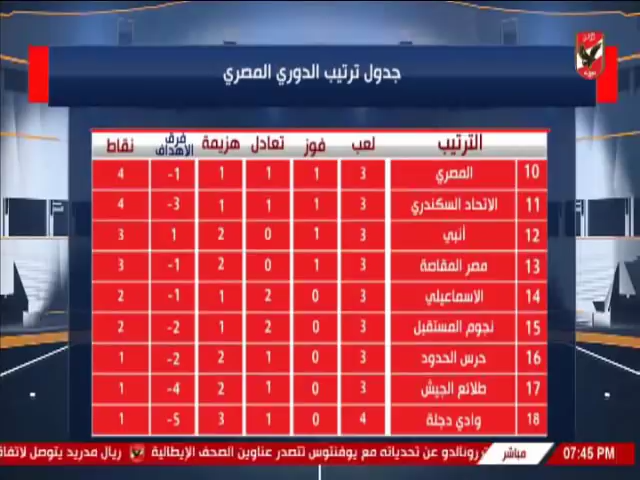 جدول ترتيب الدوري المصري
الترتيب لعب فوز تعادل هزيمة فرق الأهداف نقاط
10 المصري 3 1 1 1 -1 4
11 الاتحاد السكندري 3 1 1 1 -3 4
12 أنبي 3 1 0 2 1 3
13 مصر المقاصة 3 1 0 2 -1 3
14 الاسماعيلي 3 0 2 1 -1 2
15 نجوم المستقبل 3 0 2 1 -2 2
16 حرس الحدود 3 0 1 2 -2 1
17 طلائع الجيش 3 0 1 2 -4 1
18 وادي دجلة 4 0 1 3 -5 1
07:45 PM مباشر رونالدو عن تحدياته مع يوفنتوس تتصدر عناوين الصحف الإيطالية ريال مدريد يتوصل لاتفا